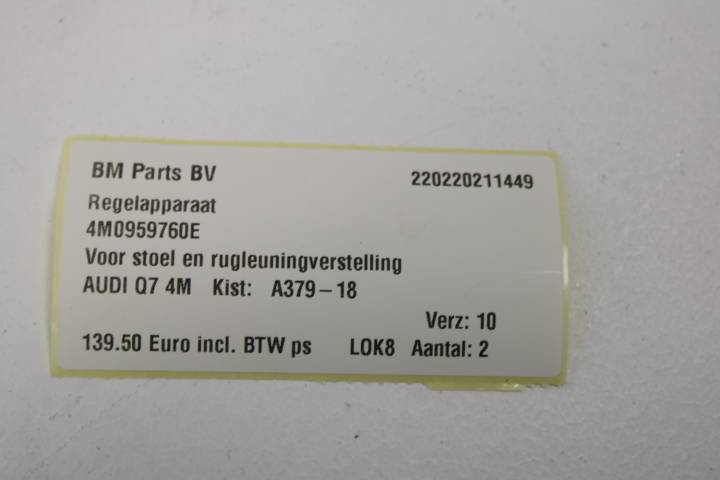 BM Parts BV 220220211449
Regelapparaat
4M0959760E
Voor stoel en rugleuningverstelling
AUDI Q7 4M Kist: A379-18
Verz: 10
139.50 Euro incl. BTW ps LOK8 Aantal: 2